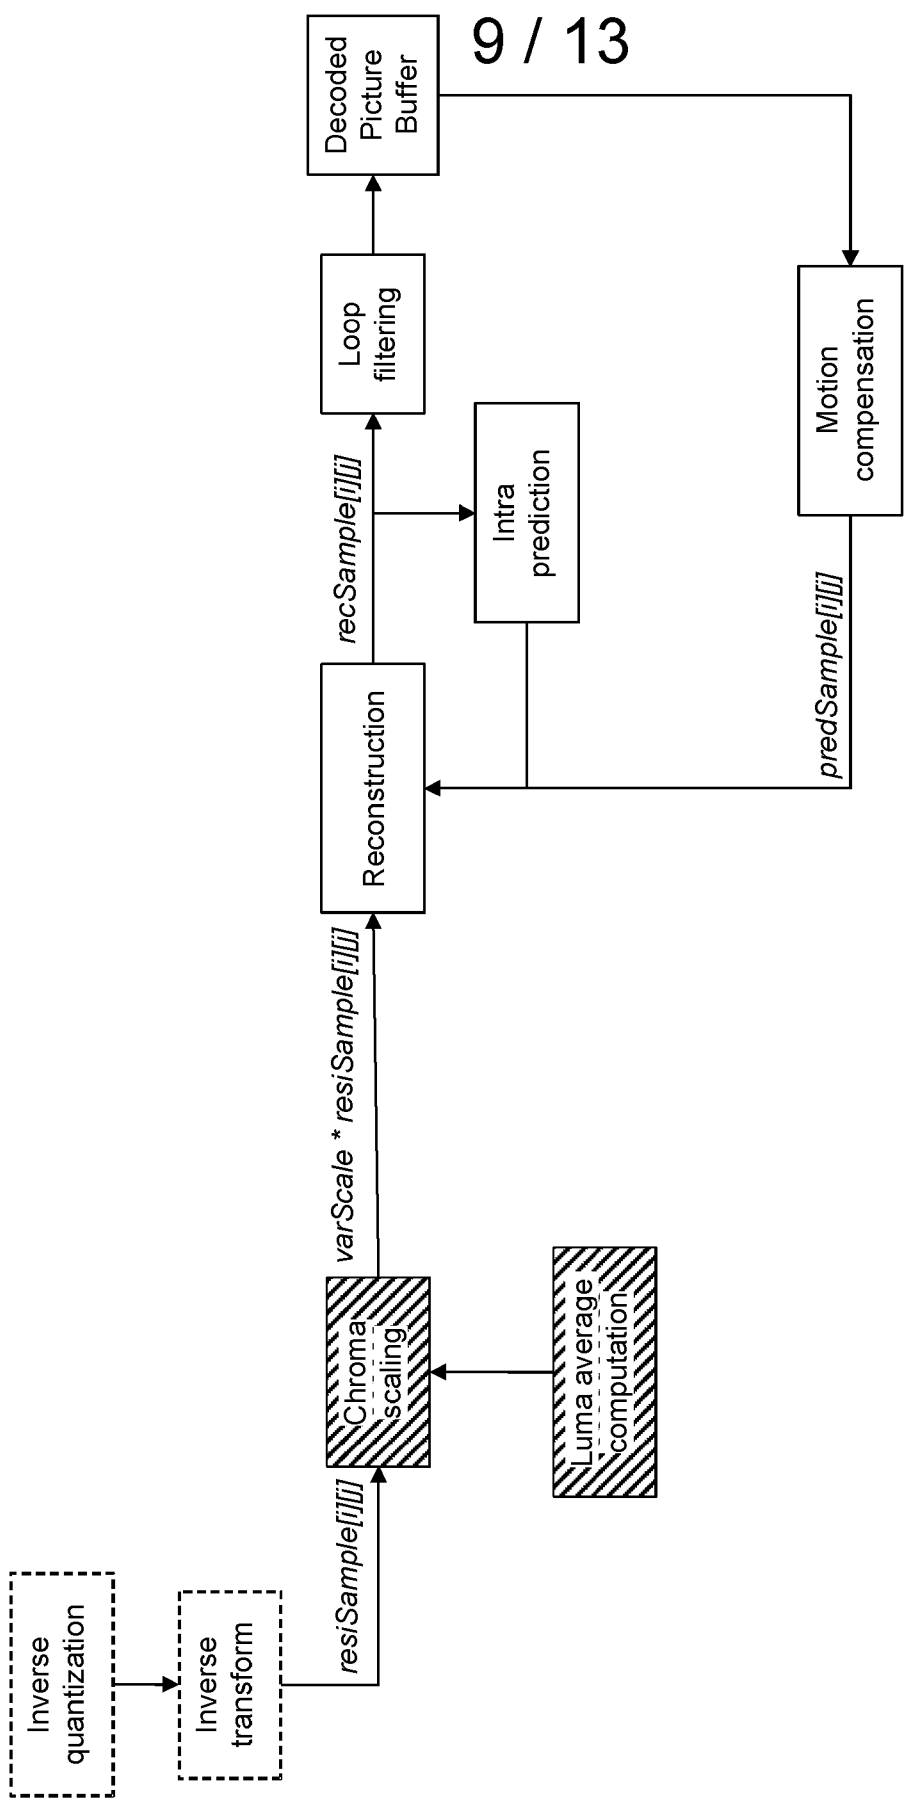 9 / 13
Inverse
quantization
Inverse
transform
resiSample[i][j]
Chroma
scaling
Luma average
computation
varScale * resiSample[i][j]
Reconstruction
recSample[i][j]
Intra
prediction
Loop
filtering
Decoded
Picture
Buffer
Motion
compensation
predSample[i][j]